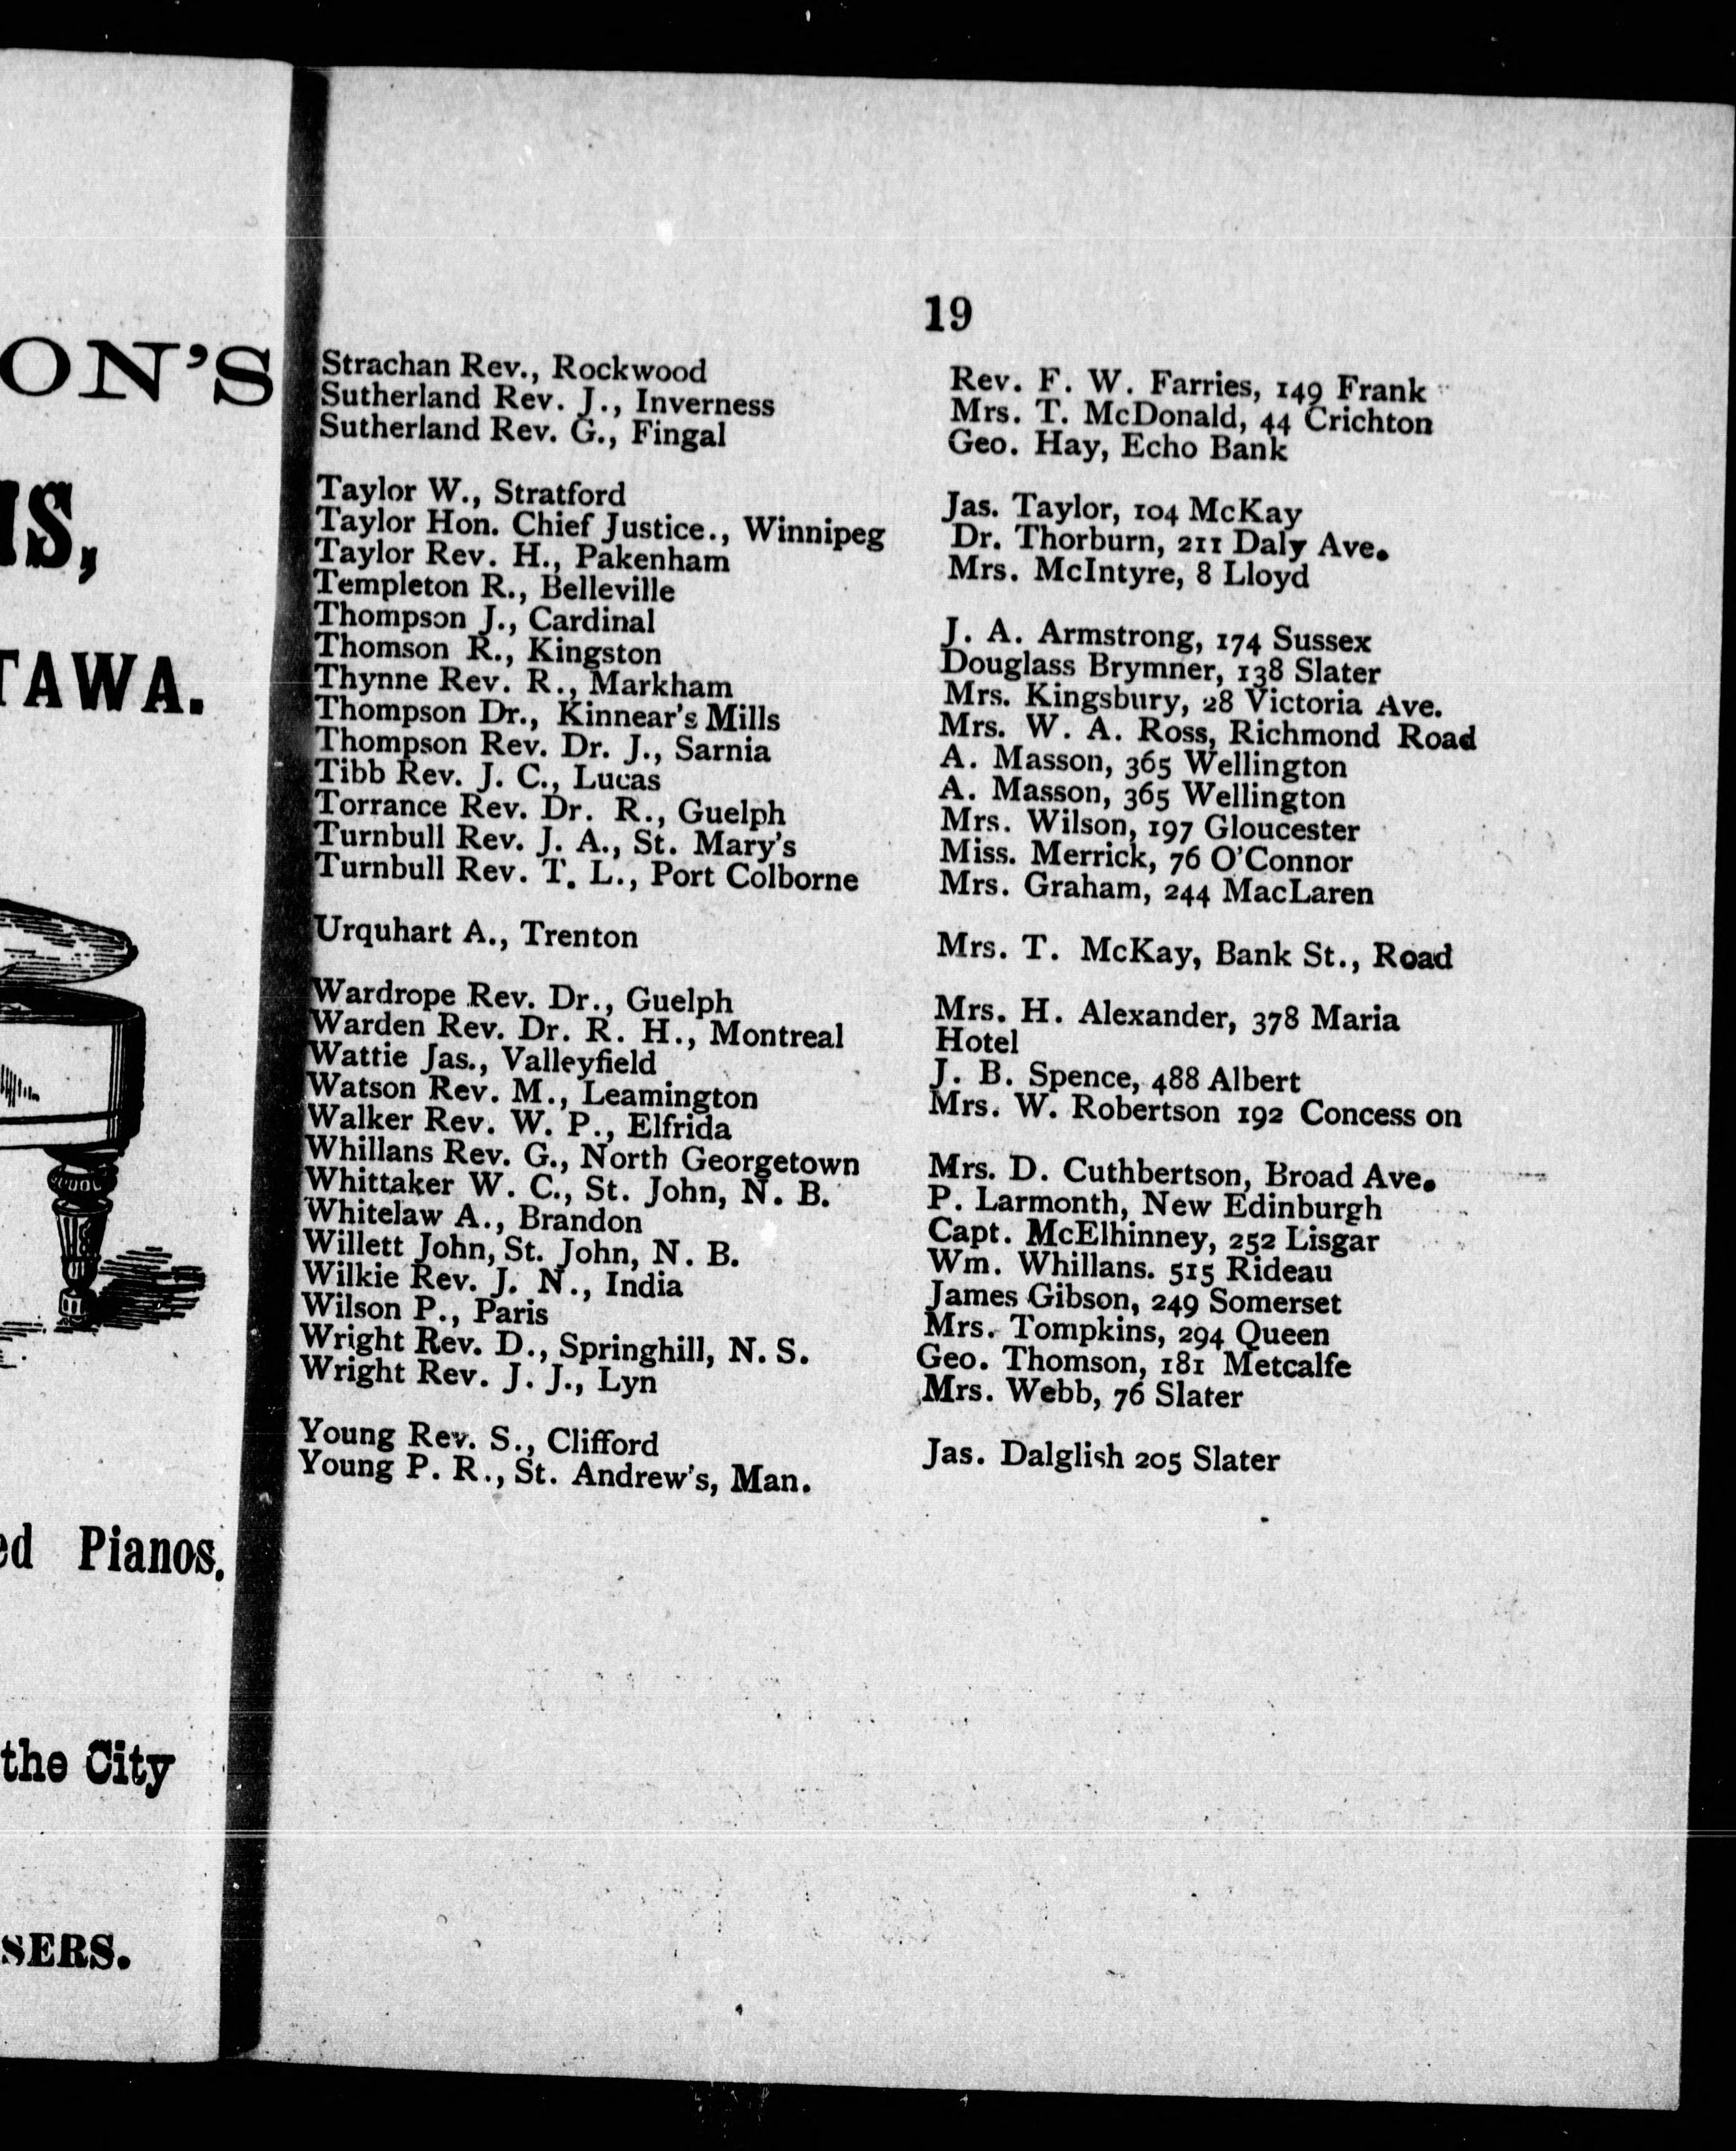 ON'S
S,
TAWA.
ed Pianos.
the City
SERS.
19
Strachan Rev., Rockwood Rev. F. W. Farries, 149 Frank
Sutherland Rev. J., Inverness Mrs. T. McDonald, 44 Crichton
Sutherland Rev. G., Fingal Geo. Hay, Echo Bank
Taylor W., Stratford Jas. Taylor, 104 McKay
Taylor Hon. Chief Justice., Winnipeg Dr. Thorburn, 211 Daly Ave.
Taylor Rev. H., Pakenham Mrs. McIntyre, 8 Lloyd
Templeton R., Belleville
Thompson J., Cardinal J. A. Armstrong, 174 Sussex
Thomson R., Kingston Douglass Brymner, 138 Slater
Thynne Rev. R., Markham Mrs. Kingsbury, 28 Victoria Ave.
Thompson Dr., Kinnear's Mills Mrs. W. A. Ross, Richmond Road
Thompson Rev. Dr. J., Sarnia A. Masson, 365 Wellington
Tibb Rev. J. C., Lucas A. Masson, 365 Wellington
Torrance Rev. Dr. R., Guelph Mrs. Wilson, 197 Gloucester
Turnbull Rev. J. A., St. Mary's Miss. Merrick, 76 O'Connor
Turnbull Rev. T. L., Port Colborne Mrs. Graham, 244 MacLaren
Urquhart A., Trenton Mrs. T. McKay, Bank St., Road
Wardrope Rev. Dr., Guelph Mrs. H. Alexander, 378 Maria
Warden Rev. Dr. R. H., Montreal Hotel
Wattie Jas., Valleyfield J. B. Spence, 488 Albert
Watson Rev. M., Leamington Mrs. W. Robertson 192 Concess on
Walker Rev. W. P., Elfrida
Whillans Rev. G., North Georgetown Mrs. D. Cuthbertson, Broad Ave.
Whittaker W. C., St. John, N. B. P. Larmonth, New Edinburgh
Whitelaw A., Brandon Capt. McElhinney, 252 Lisgar
Willett John, St. John, N. B. Wm. Whillans. 515 Rideau
Wilkie Rev. J. N., India James Gibson, 249 Somerset
Wilson P., Paris Mrs. Tompkins, 294 Queen
Wright Rev. D., Springhill, N. S. Geo. Thomson, 181 Metcalfe
Wright Rev. J. J., Lyn Mrs. Webb, 76 Slater
Young Rev. S., Clifford Jas. Dalglish 205 Slater
Young P. R., St. Andrew's, Man.